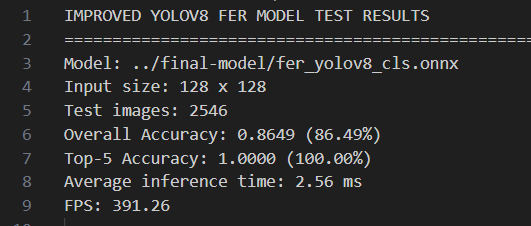 1 IMPROVED YOLOV8 FER MODEL TEST RESULTS
2 ==================================================
3 Model: ../final-model/fer_yolov8_cls.onnx
4 Input size: 128 x 128
5 Test images: 2546
6 Overall Accuracy: 0.8649 (86.49%)
7 Top-5 Accuracy: 1.0000 (100.00%)
8 Average inference time: 2.56 ms
9 FPS: 391.26
10